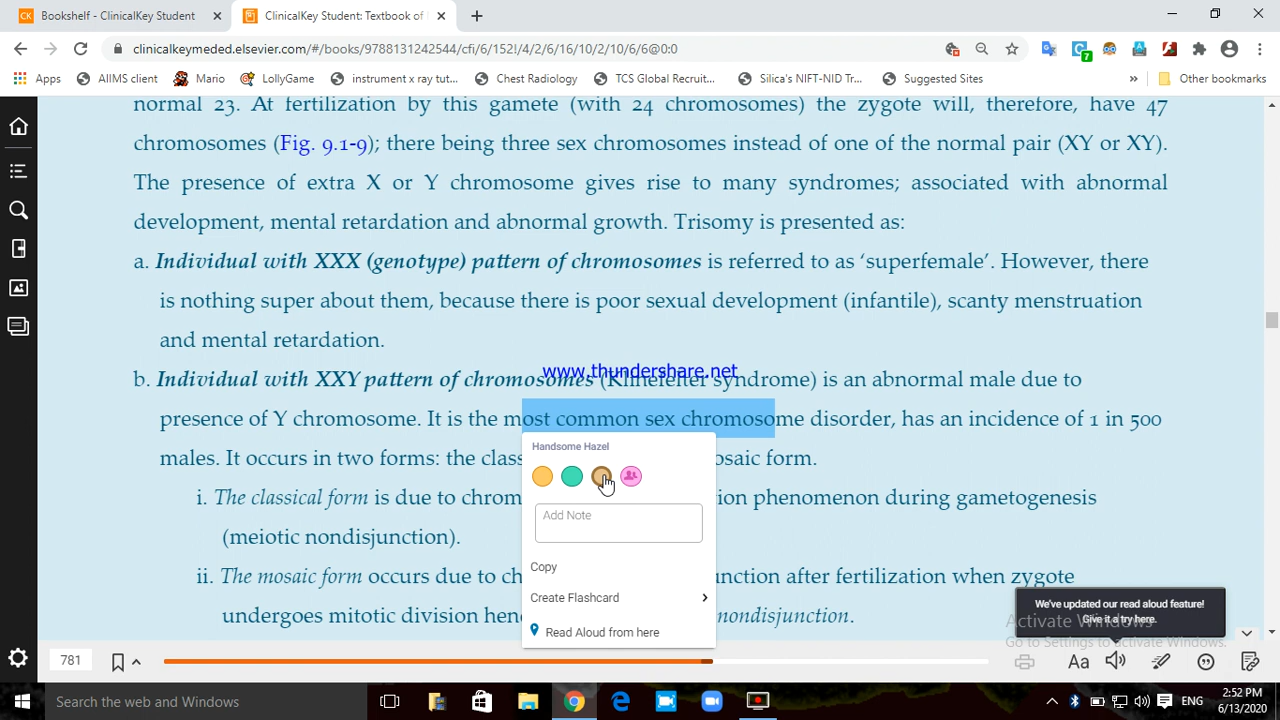 Bookshelf - ClinicalKey Student
ClinicalKey Student: Textbook of
clinicalkeymeded.elsevier.com/#/books/9788131242544/cfi/6/152!/4/2/6/16/10/2/10/6/6@0:0
7
Apps AIIMS client Mario LollyGame instrument x ray tut... Chest Radiology TCS Global Recruit... Silica's NIFT-NID Tr... Suggested Sites » Other bookmarks
normal 23. At fertilization by this gamete (with 24 chromosomes) the zygote will, therefore, have 47
chromosomes (Fig. 9.1-9); there being three sex chromosomes instead of one of the normal pair (XY or XY).
The presence of extra X or Y chromosome gives rise to many syndromes; associated with abnormal
development, mental retardation and abnormal growth. Trisomy is presented as:
a. Individual with XXX (genotype) pattern of chromosomes is referred to as ‘superfemale’. However, there
is nothing super about them, because there is poor sexual development (infantile), scanty menstruation
and mental retardation.
www.thundershare.net
b. Individual with XXY pattern of chromosomes (Klinefelter syndrome) is an abnormal male due to
presence of Y chromosome. It is the most common sex chromosome disorder, has an incidence of 1 in 500
males. It occurs in two forms: the clas osaic form.
i. The classical form is due to chrom ion phenomenon during gametogenesis
(meiotic nondisjunction).
ii. The mosaic form occurs due to ch unction after fertilization when zygote
undergoes mitotic division hen nondisjunction.
Handsome Hazel
Add Note
Copy
Create Flashcard
Read Aloud from here
We've updated our read aloud feature!
Give it a try here.
Activate Windows
Go to Settings to activate Windows.
781
Aa
Search the web and Windows
ENG
2:52 PM
6/13/2020